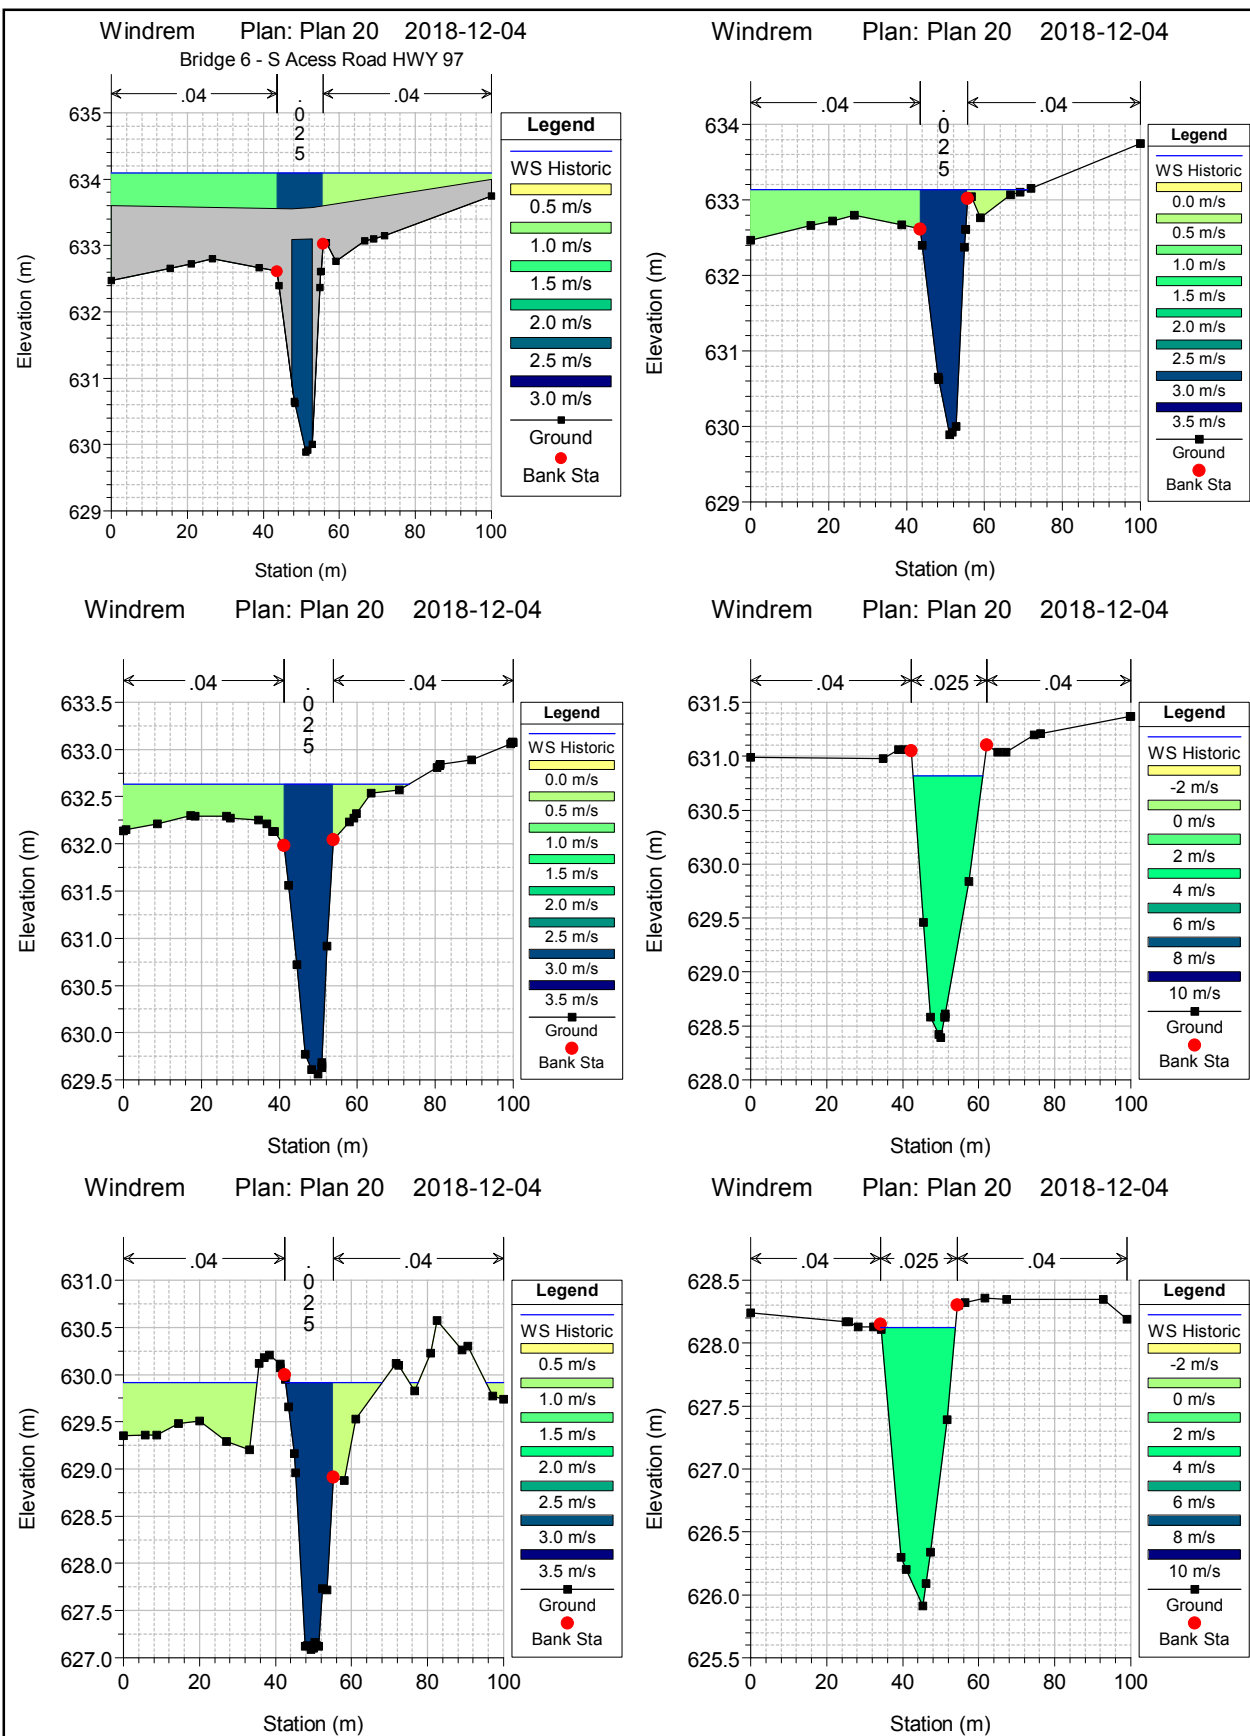 Windrem Plan: Plan 20 2018-12-04
Bridge 6 - S Acess Road HWY 97
.04
.025
.04
635
634
633
632
631
630
629
0 20 40 60 80 100
Elevation (m)
Station (m)
Legend
WS Historic
0.5 m/s
1.0 m/s
1.5 m/s
2.0 m/s
2.5 m/s
3.0 m/s
Ground
Bank Sta
Windrem Plan: Plan 20 2018-12-04
.04
.025
.04
634
633
632
631
630
629
0 20 40 60 80 100
Elevation (m)
Station (m)
Legend
WS Historic
0.0 m/s
0.5 m/s
1.0 m/s
1.5 m/s
2.0 m/s
2.5 m/s
3.0 m/s
3.5 m/s
Ground
Bank Sta
Windrem Plan: Plan 20 2018-12-04
.04
.025
.04
633.5
633.0
632.5
632.0
631.5
631.0
630.5
630.0
629.5
0 20 40 60 80 100
Elevation (m)
Station (m)
Legend
WS Historic
0.0 m/s
0.5 m/s
1.0 m/s
1.5 m/s
2.0 m/s
2.5 m/s
3.0 m/s
3.5 m/s
Ground
Bank Sta
Windrem Plan: Plan 20 2018-12-04
.04
.025
.04
631.5
631.0
630.5
630.0
629.5
629.0
628.5
628.0
0 20 40 60 80 100
Elevation (m)
Station (m)
Legend
WS Historic
-2 m/s
0 m/s
2 m/s
4 m/s
6 m/s
8 m/s
10 m/s
Ground
Bank Sta
Windrem Plan: Plan 20 2018-12-04
.04
.025
.04
631.0
630.5
630.0
629.5
629.0
628.5
628.0
627.5
627.0
0 20 40 60 80 100
Elevation (m)
Station (m)
Legend
WS Historic
0.5 m/s
1.0 m/s
1.5 m/s
2.0 m/s
2.5 m/s
3.0 m/s
3.5 m/s
Ground
Bank Sta
Windrem Plan: Plan 20 2018-12-04
.04
.025
.04
628.5
628.0
627.5
627.0
626.5
626.0
625.5
0 20 40 60 80 100
Elevation (m)
Station (m)
Legend
WS Historic
-2 m/s
0 m/s
2 m/s
4 m/s
6 m/s
8 m/s
10 m/s
Ground
Bank Sta